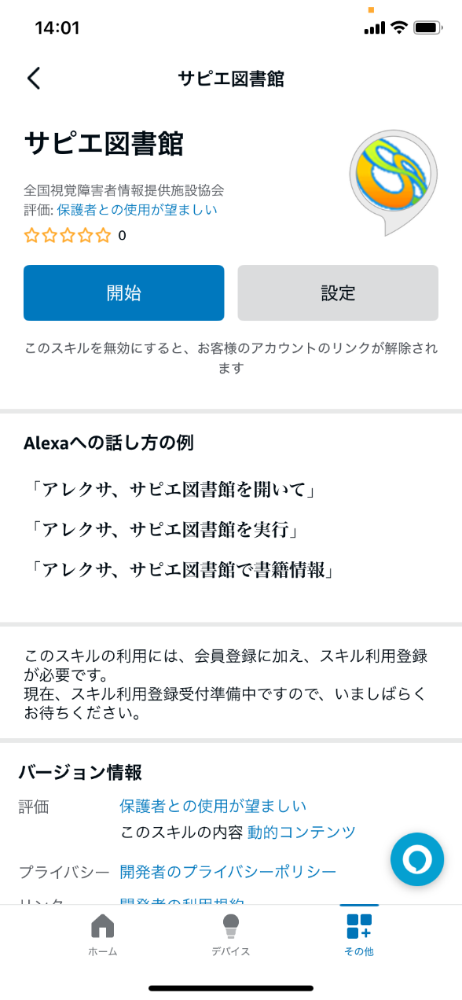 14:01
サピエ図書館
サピエ図書館
全国視覚障害者情報提供施設協会
評価: 保護者との使用が望ましい
0
開始
設定
このスキルを無効にすると、お客様のアカウントのリンクが解除され
ます
Alexaへの話し方の例
「アレクサ、サピエ図書館を開いて」
「アレクサ、サピエ図書館を実行」
「アレクサ、サピエ図書館で書籍情報」
このスキルの利用には、会員登録に加え、スキル利用登録
が必要です。
現在、スキル利用登録受付準備中ですので、いましばらく
お待ちください。
バージョン情報
評価 保護者との使用が望ましい
このスキルの内容 動的コンテンツ
プライバシー 開発者のプライバシーポリシー
リンク 開発者の利用規約
ホーム
デバイス
その他